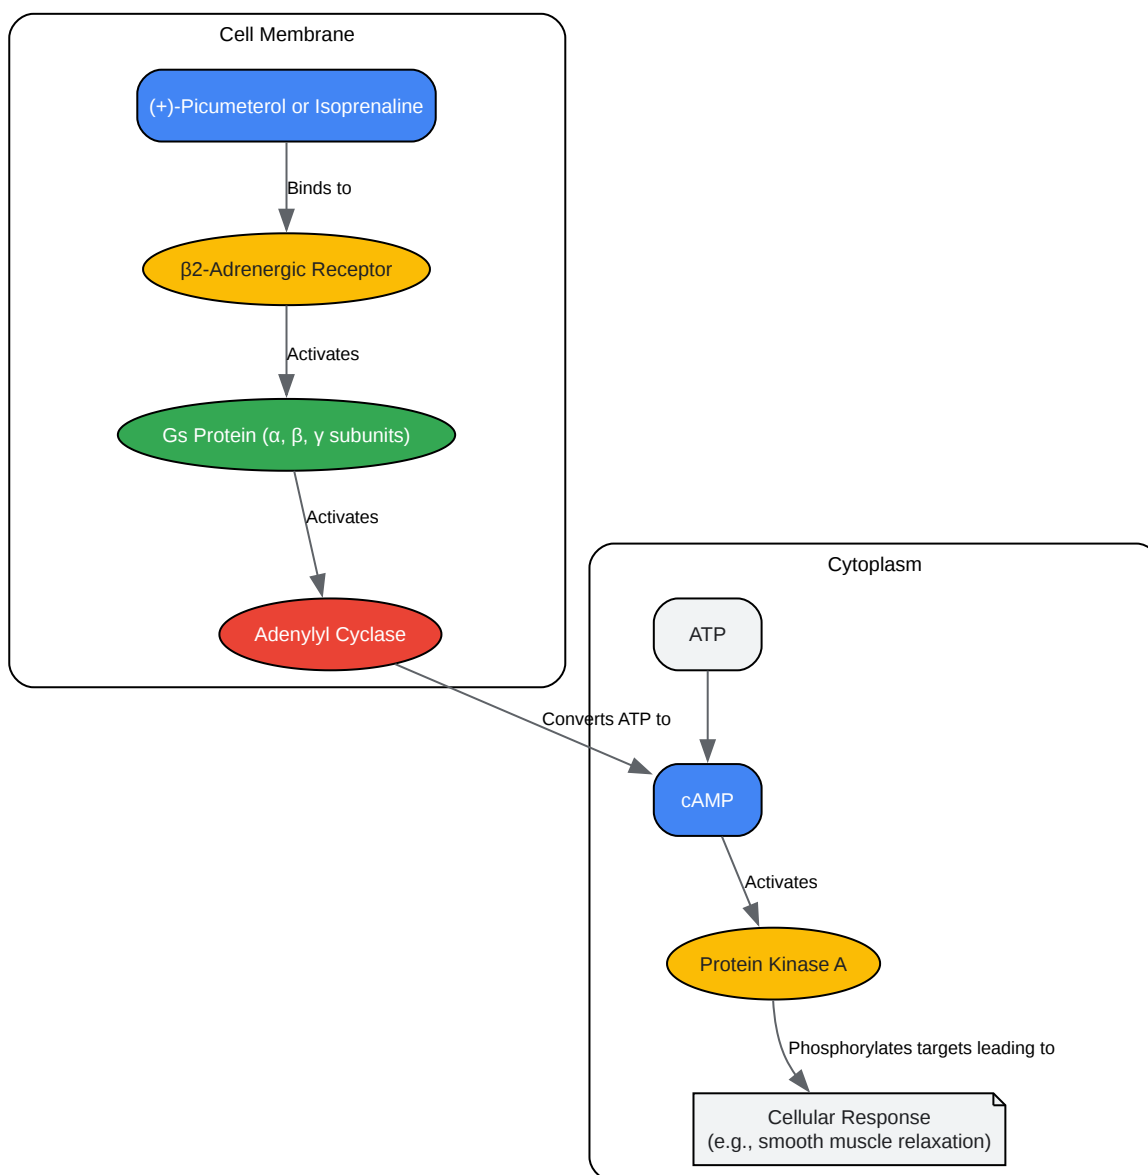 Cell Membrane
(+)-Picumeterol or Isoprenaline
Binds to
β2-Adrenergic Receptor
Activates
Gs Protein (α, β, γ subunits)
Activates
Adenylyl Cyclase
Cytoplasm
ATP
Converts ATP to
cAMP
Activates
Protein Kinase A
Phosphorylates targets leading to
Cellular Response
(e.g., smooth muscle relaxation)